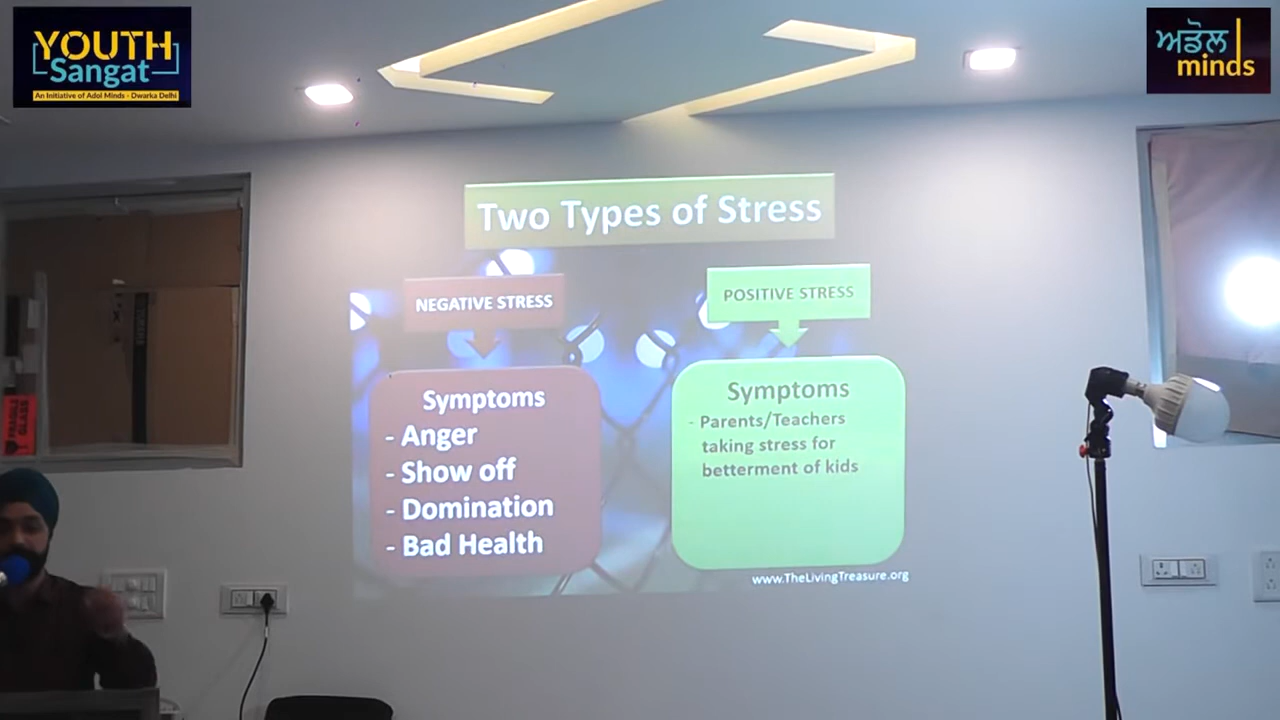 YOUTH
Sangat
An Initiative of Adol Minds - Dwarka Delhi
ਅਡੋਲ
minds
Two Types of Stress
NEGATIVE STRESS
Symptoms
- Anger
- Show off
- Domination
- Bad Health
POSITIVE STRESS
Symptoms
- Parents/Teachers
taking stress for
betterment of kids
www.TheLivingTreasure.org
FRAGILE
GLASS